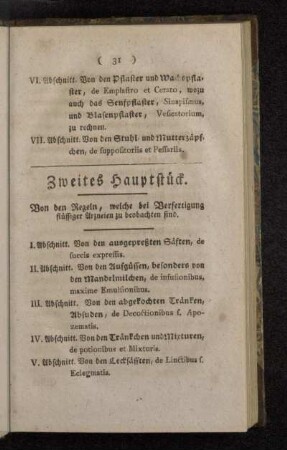 ( 31 )
VI. Abschnitt. Von den Pflaster und Wachspfla-
ster, de Emplastro et Cerato, wozu
auch das Senfpflaster, Sinapismus,
und Blasenpflaster, Vesicatorium,
zu rechnen.
VII. Abschnitt. Von den Stuhl- und Mutterzäpf-
chen, de suppositoriis et Pessariis.
Zweites Hauptstück.
Von den Regeln, welche bei Verfertigung
flüssiger Arzneien zu beobachten sind.
I. Abschnitt. Von den ausgepreßten Säften, de
succis expressis.
II. Abschnitt. Von den Aufgüssen, besonders von
den Mandelmilchen, de infusionibus,
maxime Emulsionibus.
III. Abschnitt. Von den abgekochten Tränken,
Absuden, de Decoctionibus s. Apo-
zematis.
IV. Abschnitt. Von den Tränkchen und Mixturen,
de potionibus et Mixturis.
V. Abschnitt. Von den Lecksäften, de Linctibus s.
Eclegmatis.